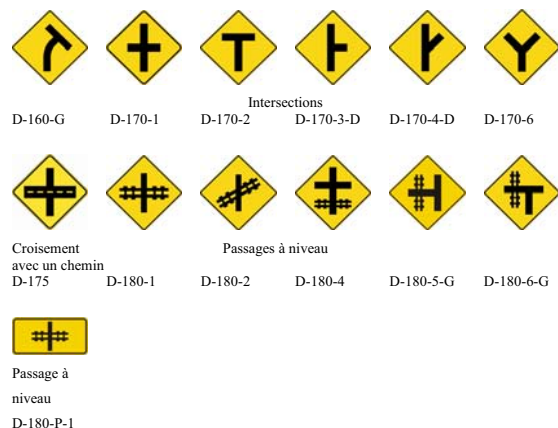 Intersections
D-160-G D-170-1 D-170-2 D-170-3-D D-170-4-D D-170-6
Croisement Passages à niveau
avec un chemin
D-175 D-180-1 D-180-2 D-180-4 D-180-5-G D-180-6-G
Passage à
niveau
D-180-P-1